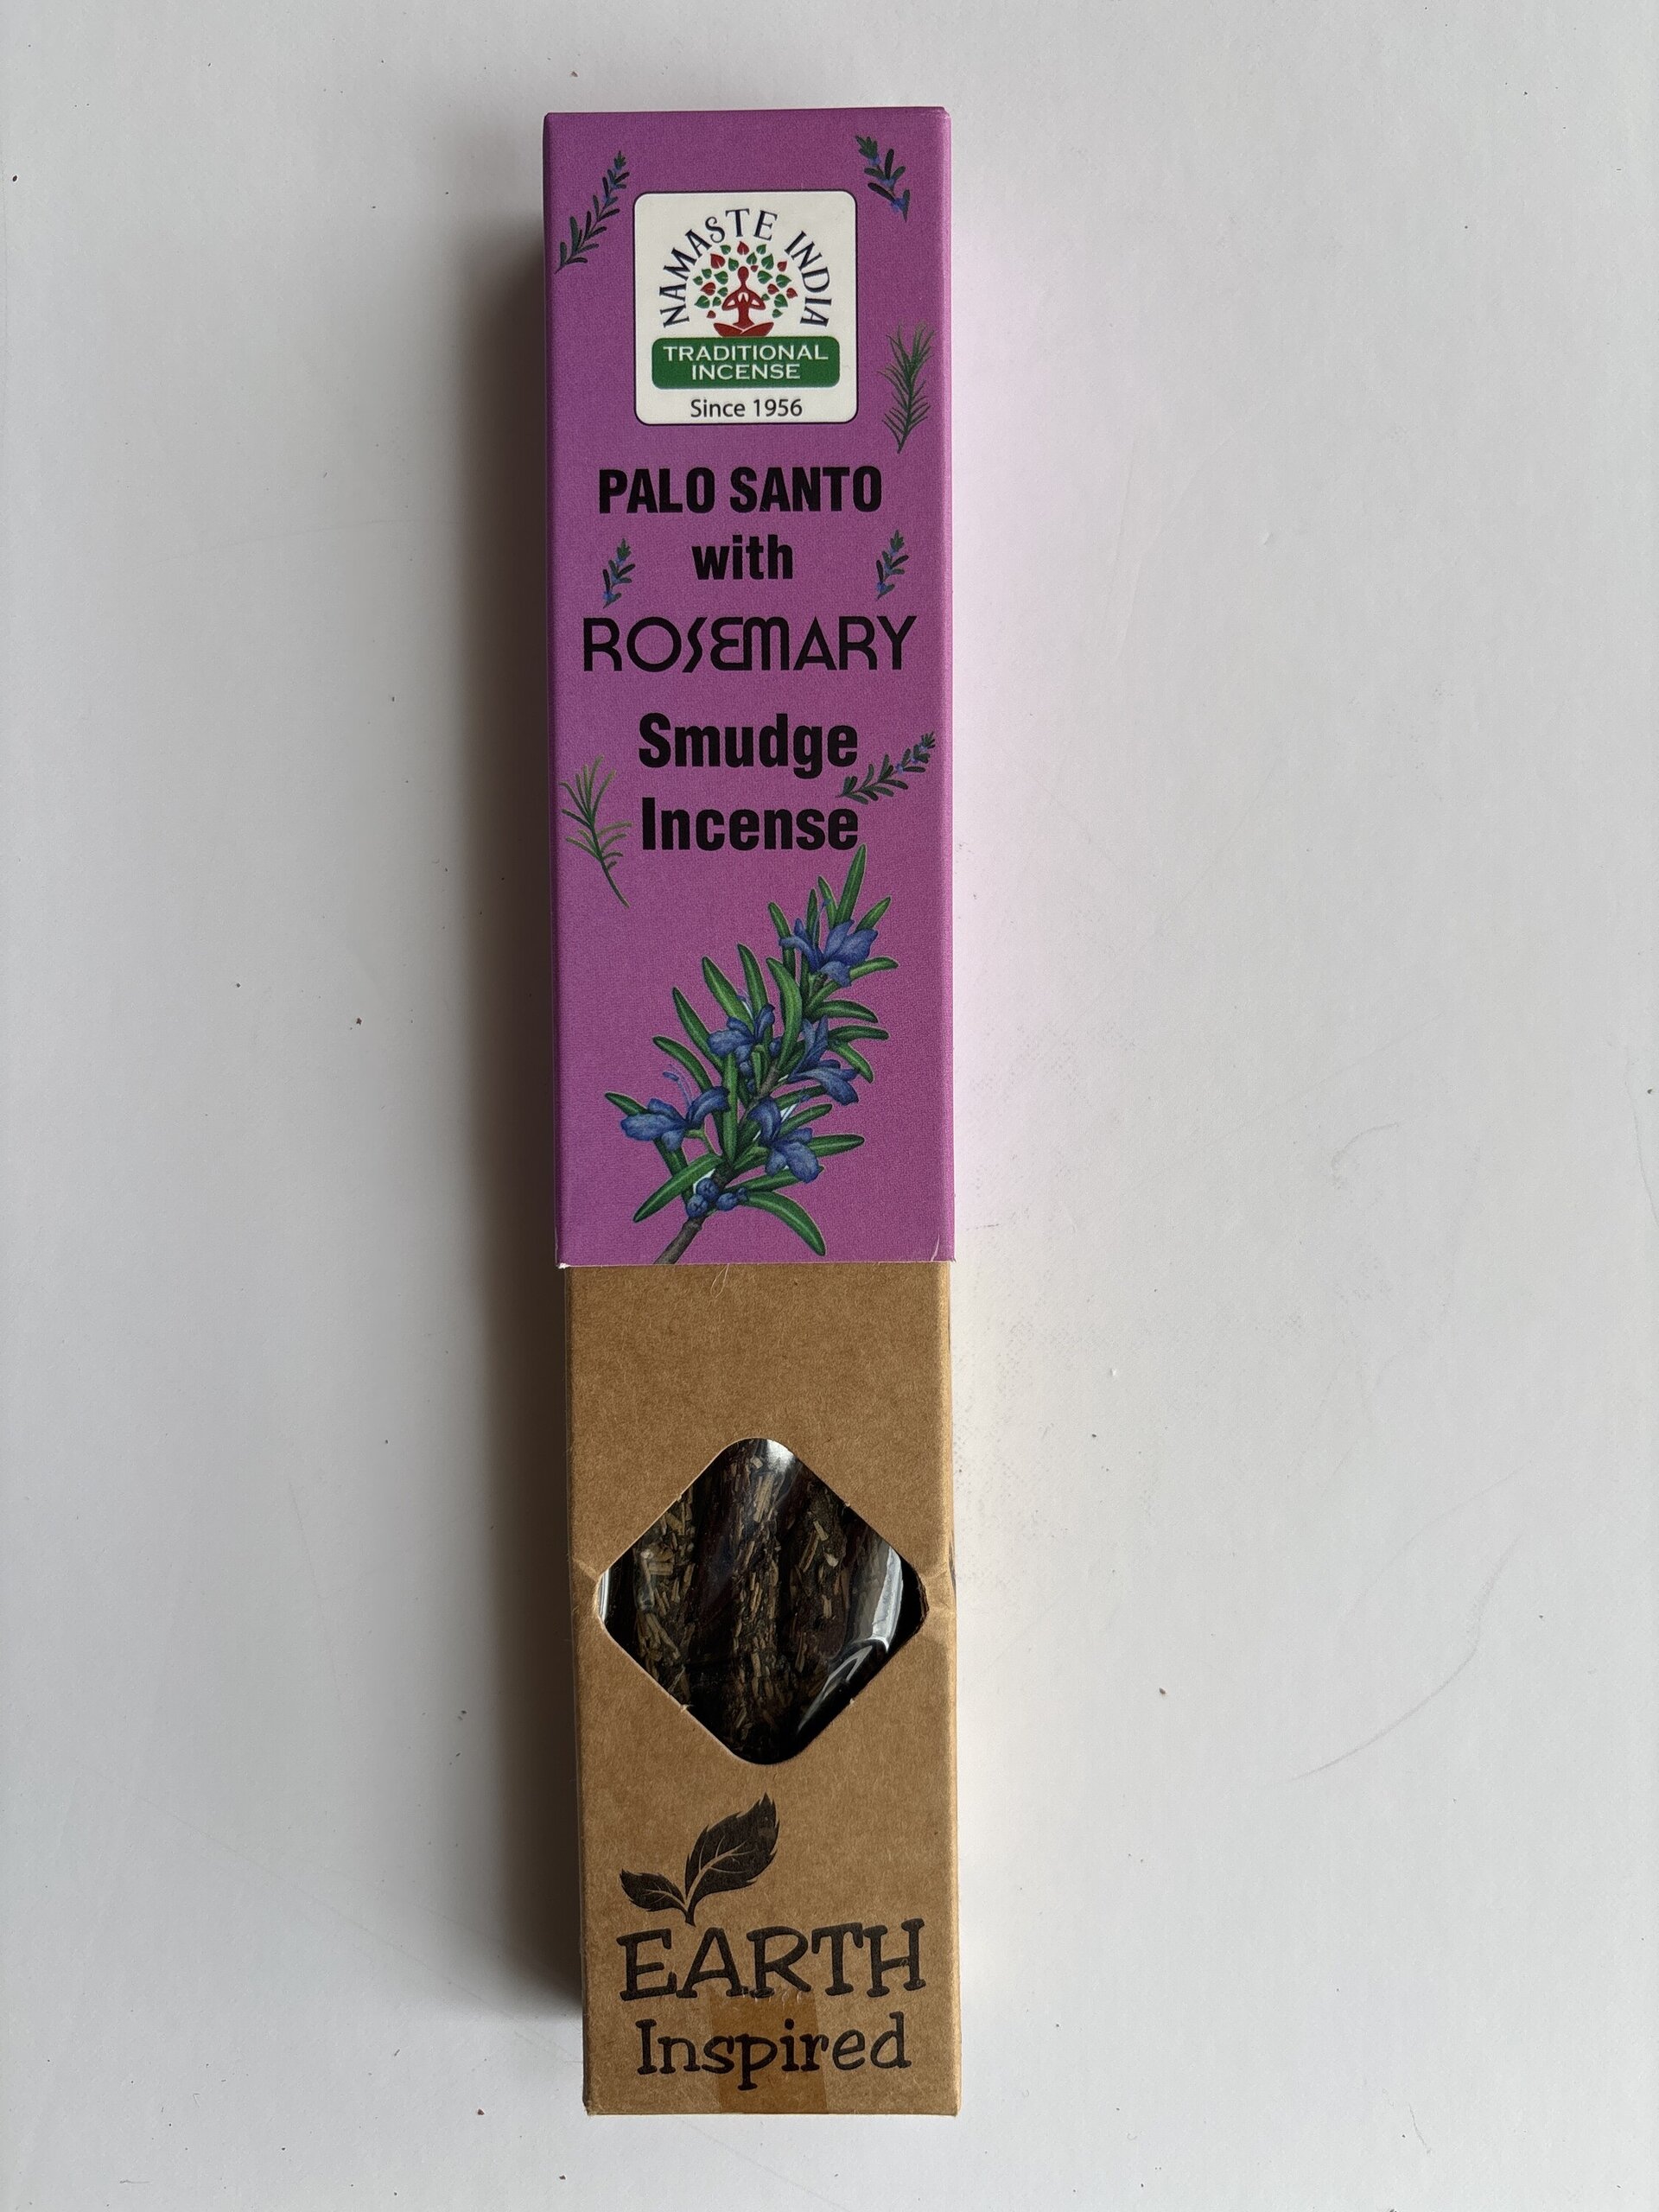 NAMASTE INDIA
TRADITIONAL
INCENSE
Since 1956
PALO SANTO
with
ROSEMARY
Smudge
Incense
EARTH
Inspired